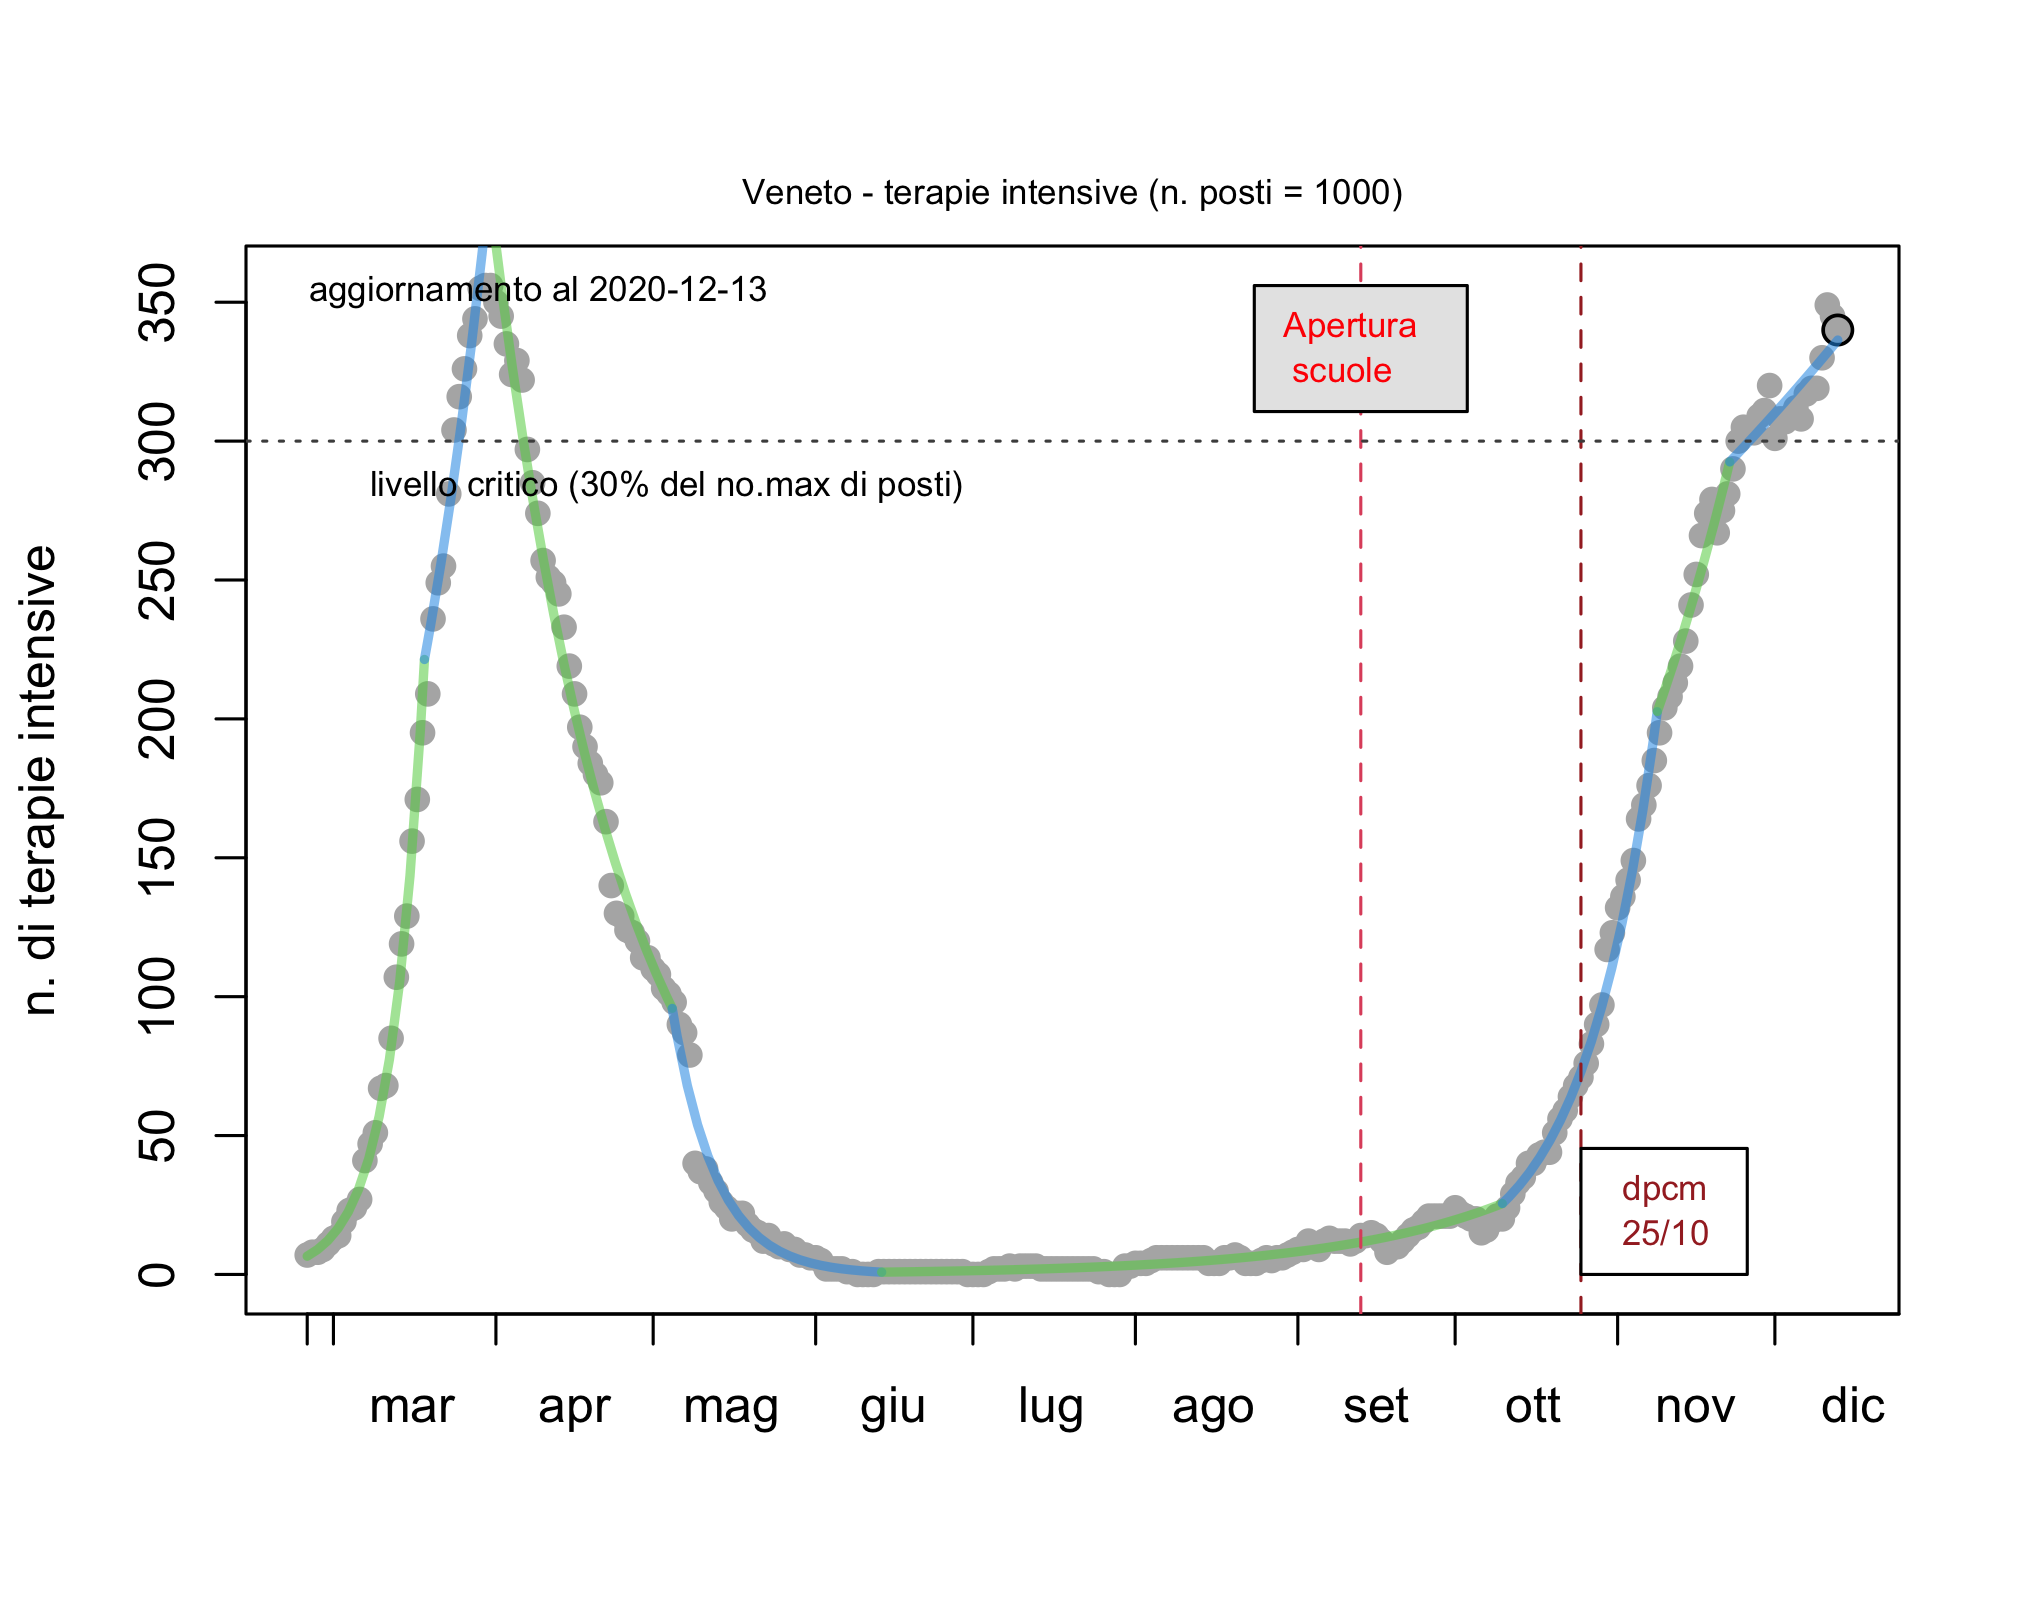 Veneto - terapie intensive (n. posti = 1000)
aggiornamento al 2020-12-13
Apertura
scuole
livello critico (30% del no.max di posti)
dpcm
25/10
n. di terapie intensive
350
300
250
200
150
100
50
0
mar apr mag giu lug ago set ott nov dic